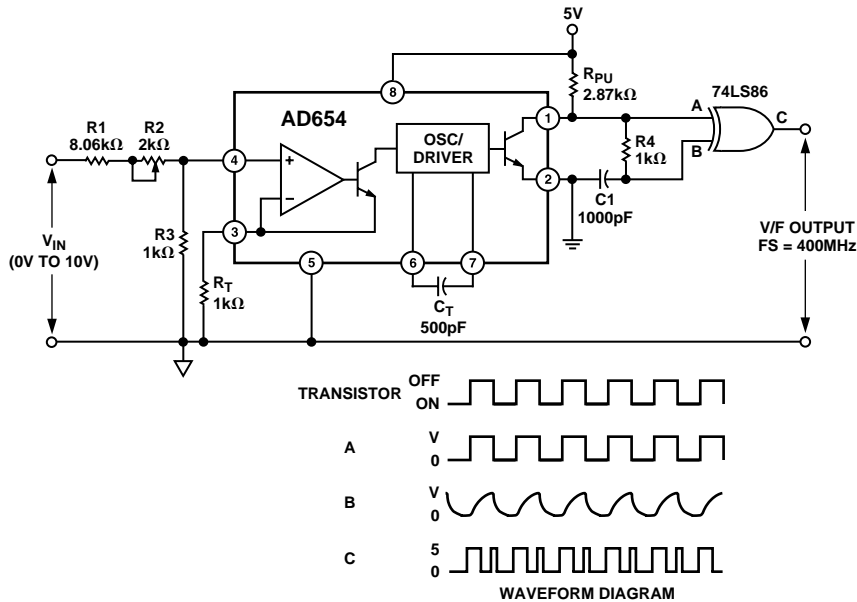 5V
R1
8.06kΩ
R2
2kΩ
AD654
8
RPU
2.87kΩ
74LS86
OSC/
DRIVER
1
A
C
B
R4
1kΩ
4
+
−
3
2
C1
1000pF
VIN
(0V TO 10V)
R3
1kΩ
RT
1kΩ
5
6
7
CT
500pF
V/F OUTPUT
FS = 400MHz
TRANSISTOR
OFF
ON
A
V
0
B
V
0
C
5
0
WAVEFORM DIAGRAM